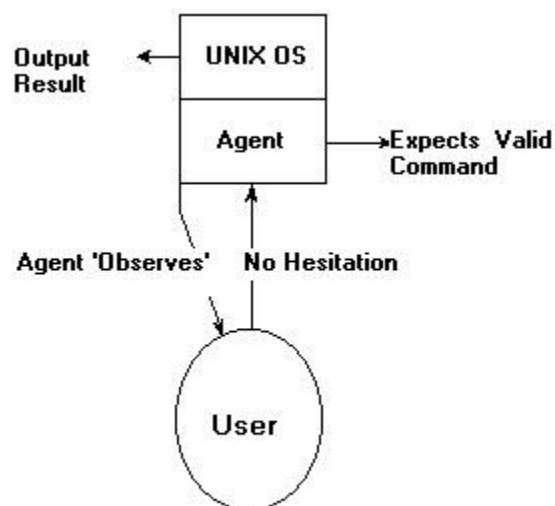 Output
Result
UNIX OS
Agent
Expects Valid
Command
Agent 'Observes'
No Hesitation
User